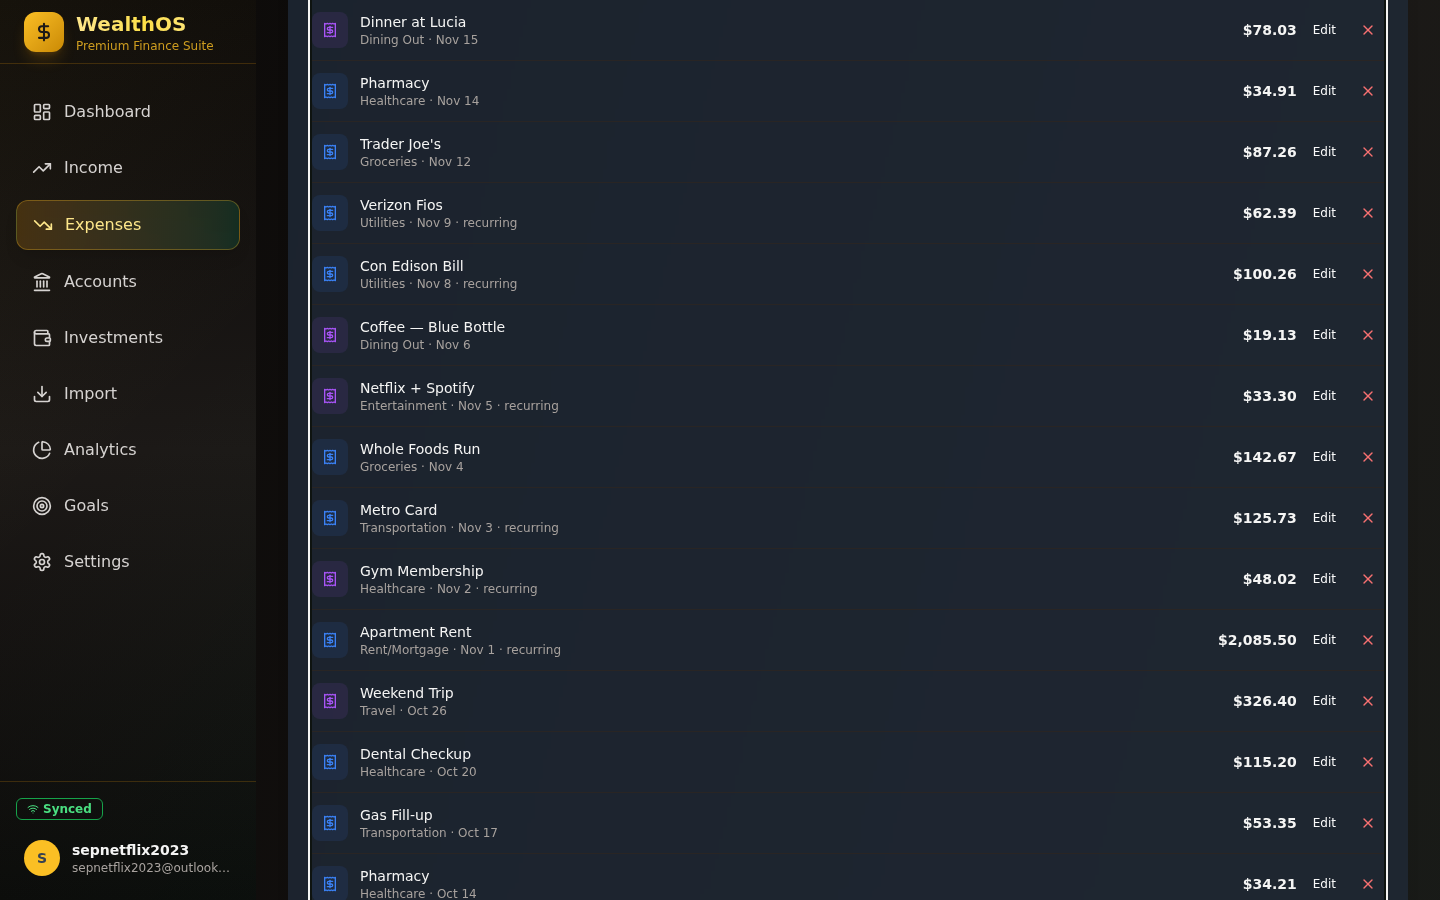 WealthOS
Premium Finance Suite
Dashboard
Income
Expenses
Accounts
Investments
Import
Analytics
Goals
Settings
Synced
S
sepnetflix2023
sepnetflix2023@outlook...
Dinner at Lucia
Dining Out · Nov 15
$78.03 Edit
Pharmacy
Healthcare · Nov 14
$34.91 Edit
Trader Joe's
Groceries · Nov 12
$87.26 Edit
Verizon Fios
Utilities · Nov 9 · recurring
$62.39 Edit
Con Edison Bill
Utilities · Nov 8 · recurring
$100.26 Edit
Coffee — Blue Bottle
Dining Out · Nov 6
$19.13 Edit
Netflix + Spotify
Entertainment · Nov 5 · recurring
$33.30 Edit
Whole Foods Run
Groceries · Nov 4
$142.67 Edit
Metro Card
Transportation · Nov 3 · recurring
$125.73 Edit
Gym Membership
Healthcare · Nov 2 · recurring
$48.02 Edit
Apartment Rent
Rent/Mortgage · Nov 1 · recurring
$2,085.50 Edit
Weekend Trip
Travel · Oct 26
$326.40 Edit
Dental Checkup
Healthcare · Oct 20
$115.20 Edit
Gas Fill-up
Transportation · Oct 17
$53.35 Edit
Pharmacy
Healthcare · Oct 14
$34.21 Edit